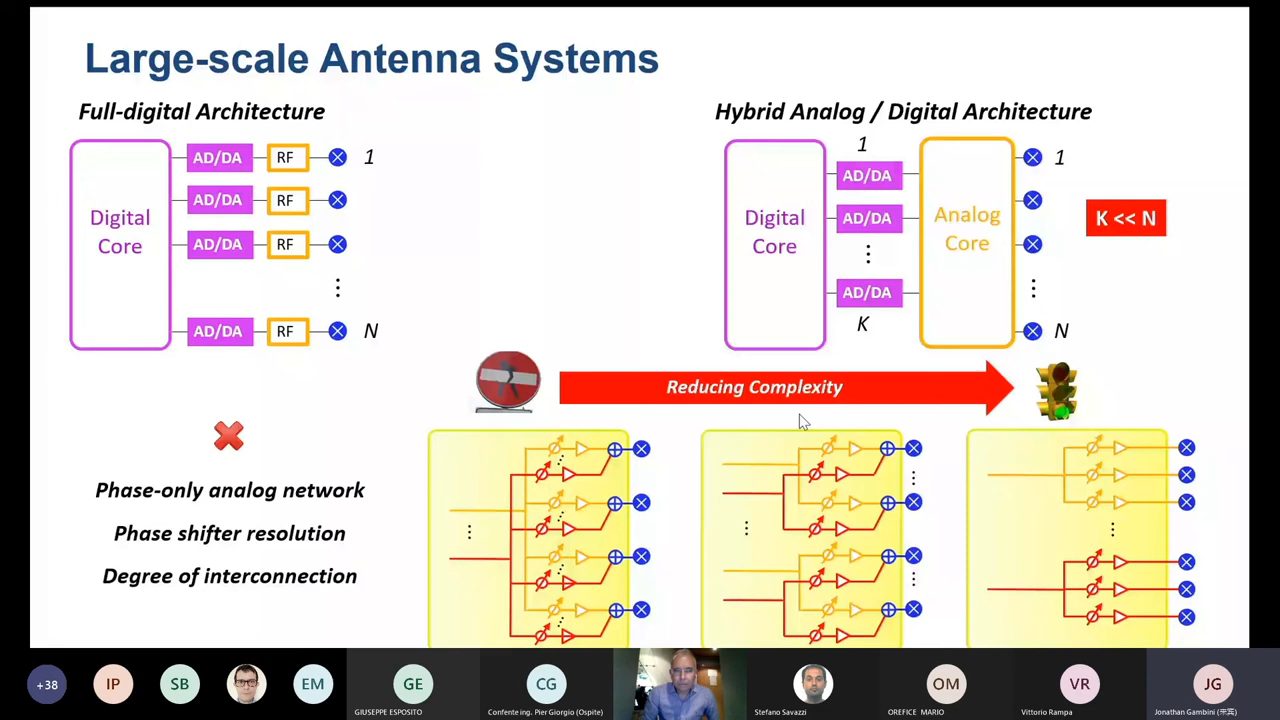 Large-scale Antenna Systems
Full-digital Architecture
Digital
Core
AD/DA RF 1
AD/DA RF
AD/DA RF
AD/DA RF N
Hybrid Analog / Digital Architecture
Digital
Core
1
AD/DA
AD/DA
AD/DA
K
Analog
Core
1
N
K << N
Reducing Complexity
Phase-only analog network
Phase shifter resolution
Degree of interconnection
+38
IP
SB
EM
GE
GIUSEPPE ESPOSITO
CG
Confente ing. Pier Giorgio (Ospite)
Stefano Savazzi
OM
OREFICE MARIO
VR
Vittorio Rampa
JG
Jonathan Gambini (来宾)